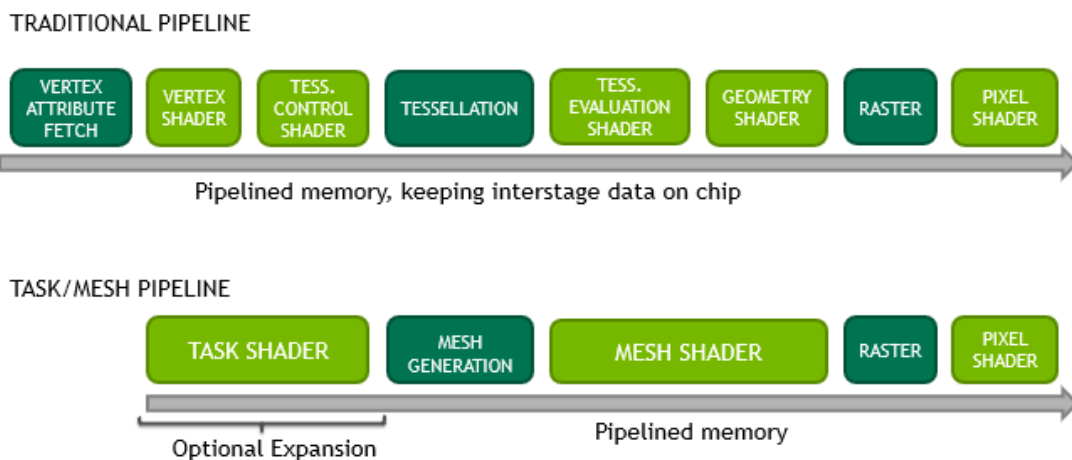 TRADITIONAL PIPELINE
VERTEX
ATTRIBUTE
FETCH
VERTEX
SHADER
TESS.
CONTROL
SHADER
TESSELLATION
TESS.
EVALUATION
SHADER
GEOMETRY
SHADER
RASTER
PIXEL
SHADER
Pipelined memory, keeping interstage data on chip
TASK/MESH PIPELINE
TASK SHADER
MESH
GENERATION
MESH SHADER
RASTER
PIXEL
SHADER
Optional Expansion
Pipelined memory